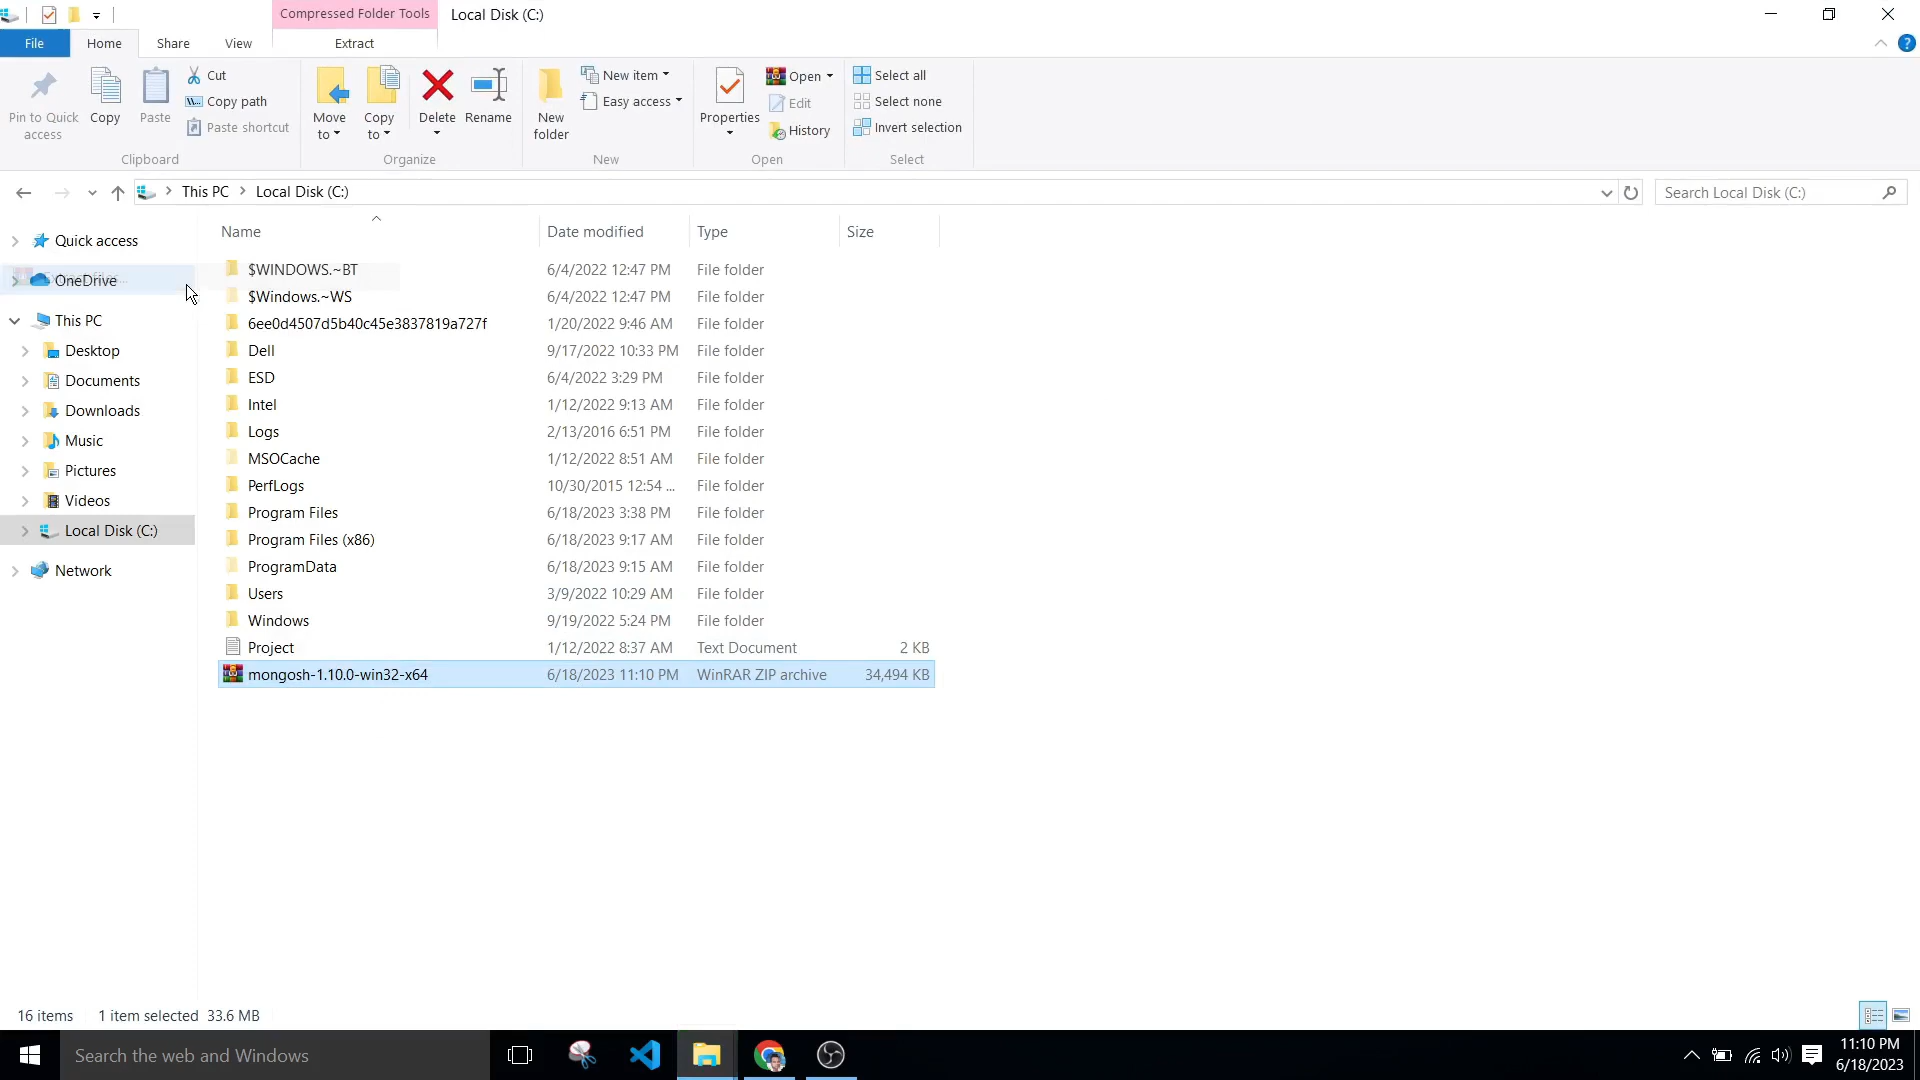 Compressed Folder Tools
Local Disk (C:)
File
Home
Share
View
Extract
Pin to Quick access
Copy
Paste
Cut
Copy path
Paste shortcut
Clipboard
Move to
Copy to
Delete
Rename
Organize
New folder
New item
Easy access
New
Properties
Open
Edit
History
Open
Select all
Select none
Invert selection
Select
This PC
Local Disk (C:)
Search Local Disk (C:)
Quick access
OneDrive
This PC
Desktop
Documents
Downloads
Music
Pictures
Videos
Local Disk (C:)
Network
Name Date modified Type Size
$WINDOWS.~BT 6/4/2022 12:47 PM File folder
$Windows.~WS 6/4/2022 12:47 PM File folder
6ee0d4507d5b40c45e3837819a727f 1/20/2022 9:46 AM File folder
Dell 9/17/2022 10:33 PM File folder
ESD 6/4/2022 3:29 PM File folder
Intel 1/12/2022 9:13 AM File folder
Logs 2/13/2016 6:51 PM File folder
MSOCache 1/12/2022 8:51 AM File folder
PerfLogs 10/30/2015 12:54 ... File folder
Program Files 6/18/2023 3:38 PM File folder
Program Files (x86) 6/18/2023 9:17 AM File folder
ProgramData 6/18/2023 9:15 AM File folder
Users 3/9/2022 10:29 AM File folder
Windows 9/19/2022 5:24 PM File folder
Project 1/12/2022 8:37 AM Text Document 2 KB
mongosh-1.10.0-win32-x64 6/18/2023 11:10 PM WinRAR ZIP archive 34,494 KB
16 items 1 item selected 33.6 MB
Search the web and Windows
11:10 PM
6/18/2023